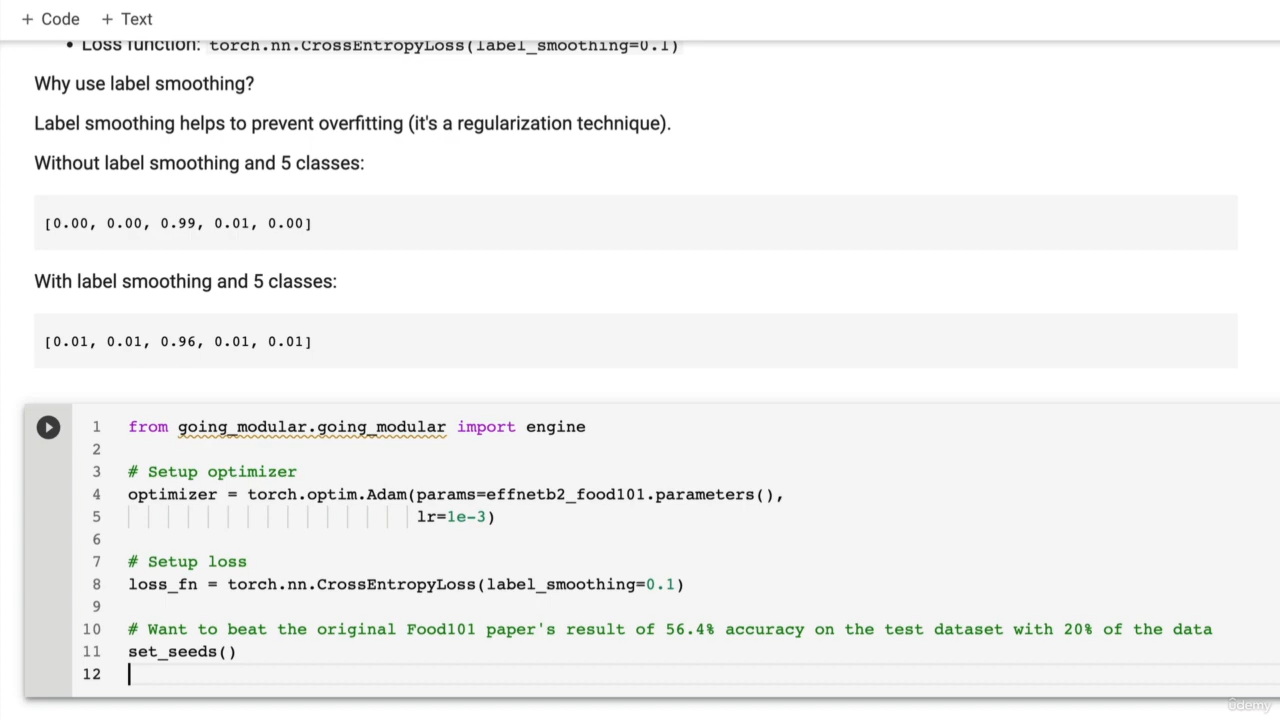 + Code + Text
• Loss function: torch.nn.CrossEntropyLoss(label_smoothing=0.1)
Why use label smoothing?
Label smoothing helps to prevent overfitting (it's a regularization technique).
Without label smoothing and 5 classes:
[0.00, 0.00, 0.99, 0.01, 0.00]
With label smoothing and 5 classes:
[0.01, 0.01, 0.96, 0.01, 0.01]
1 from going_modular.going_modular import engine
2
3 # Setup optimizer
4 optimizer = torch.optim.Adam(params=effnetb2_food101.parameters(),
5 lr=1e-3)
6
7 # Setup loss
8 loss_fn = torch.nn.CrossEntropyLoss(label_smoothing=0.1)
9
10 # Want to beat the original Food101 paper's result of 56.4% accuracy on the test dataset with 20% of the data
11 set_seeds()
12
ûdemy